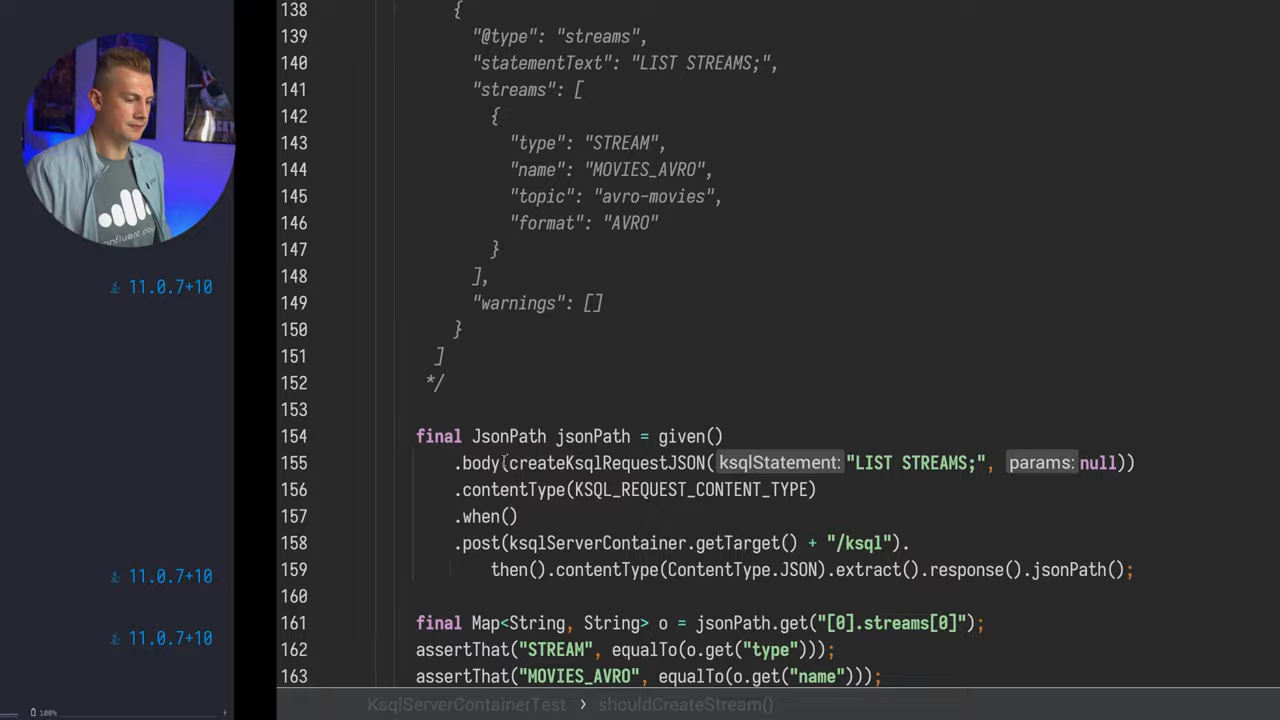 138 {
139 "@type": "streams",
140 "statementText": "LIST STREAMS;",
141 "streams": [
142 {
143 "type": "STREAM",
144 "name": "MOVIES_AVRO",
145 "topic": "avro-movies",
146 "format": "AVRO"
147 }
148 ],
149 "warnings": []
150 }
151 ]
152 */
153
154 final JsonPath jsonPath = given()
155 .body(createKsqlRequestJSON( ksqlStatement: "LIST STREAMS;", params: null))
156 .contentType(KSQL_REQUEST_CONTENT_TYPE)
157 .when()
158 .post(ksqlServerContainer.getTarget() + "/ksql").
159 then().contentType(ContentType.JSON).extract().response().jsonPath();
160
161 final Map<String, String> o = jsonPath.get("[0].streams[0]");
162 assertThat("STREAM", equalTo(o.get("type")));
163 assertThat("MOVIES_AVRO", equalTo(o.get("name")));
KsqlServerContainerTest › shouldCreateStream()
11.0.7+10
11.0.7+10
11.0.7+10
100%